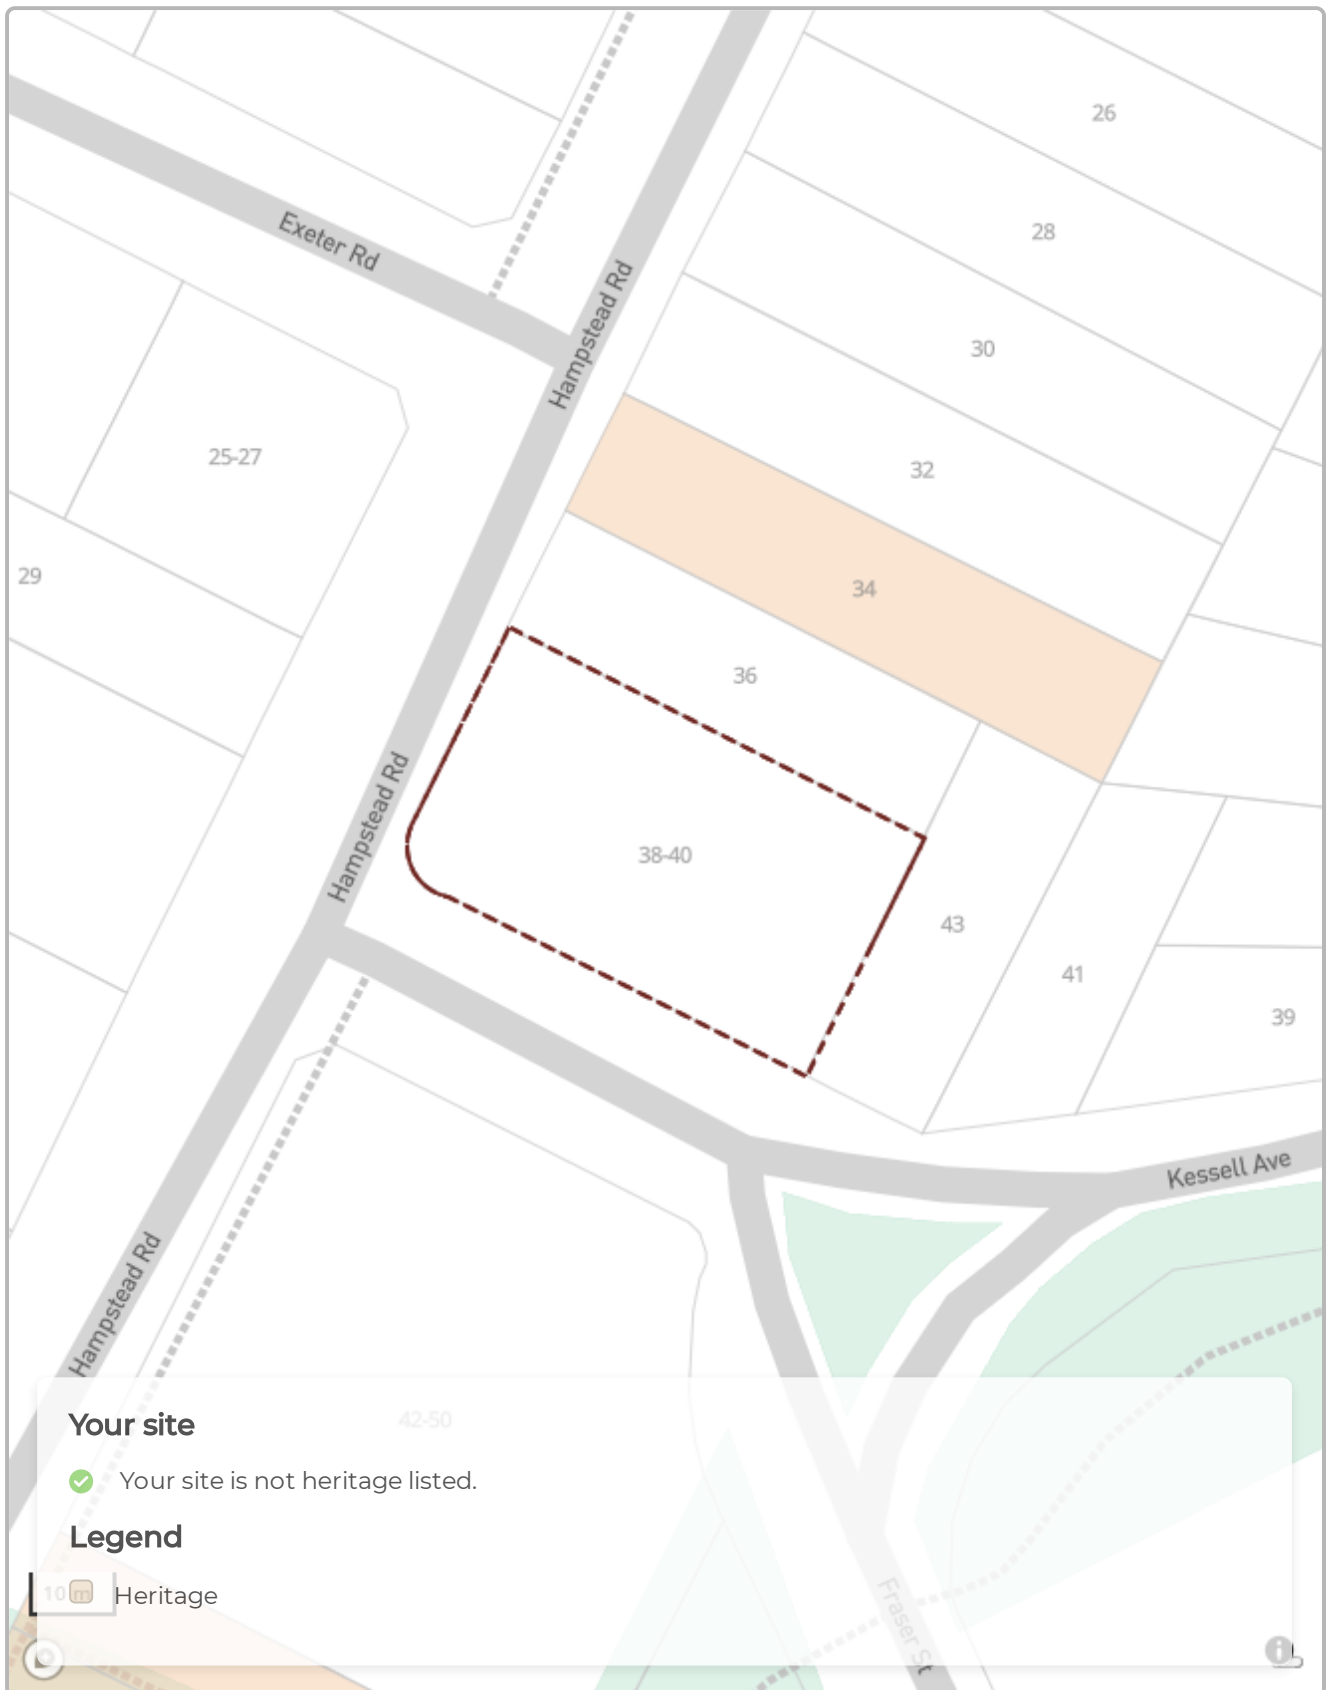 26
Exeter Rd
28
Hampstead Rd
30
25-27
32
29
34
36
Hampstead Rd
38-40
43
41
39
Kessell Ave
Hampstead Rd
42-50
Your site
Your site is not heritage listed.
Legend
10 m
Heritage
Fraser St